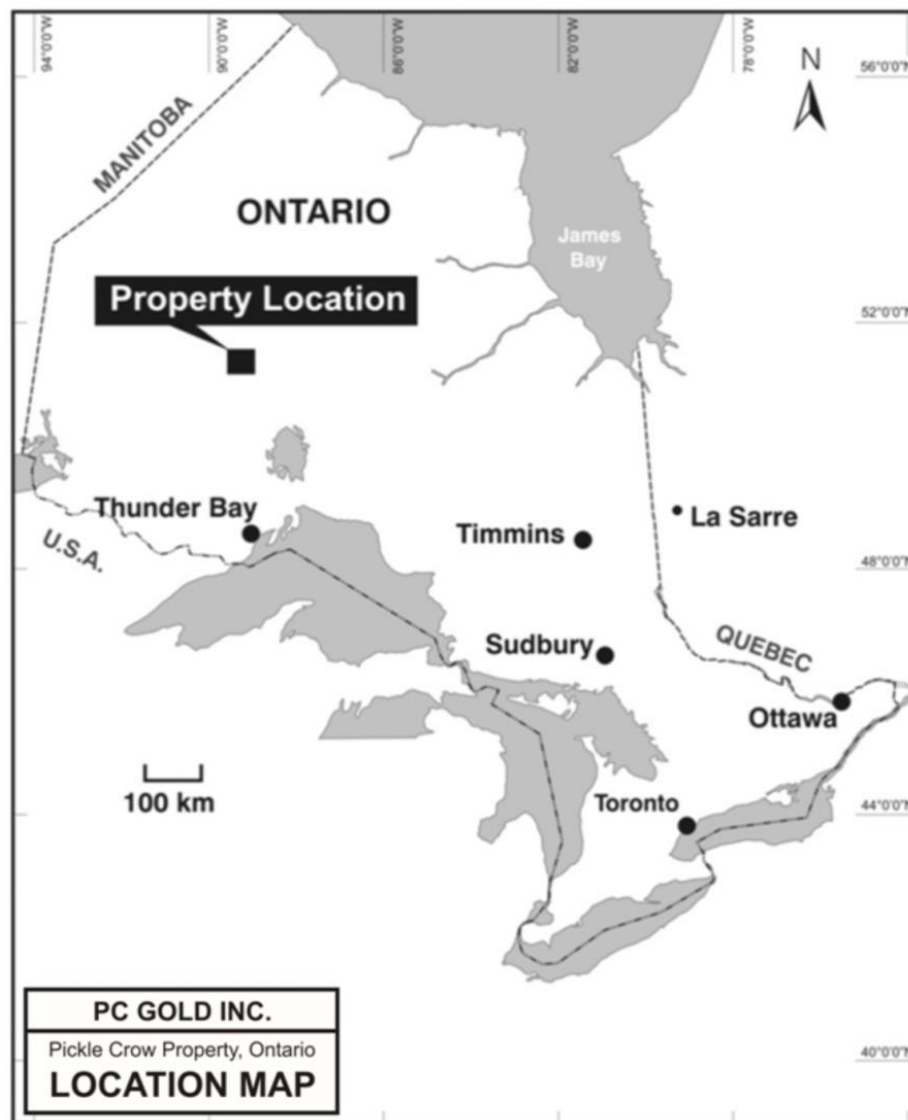 94°0'0"W
90°0'0"W
86°0'0"W
82°0'0"W
78°0'0"W
56°0'0"N
N
MANITOBA
ONTARIO
James
Bay
Property Location
52°0'0"N
Thunder Bay
U.S.A.
Timmins
La Sarre
48°0'0"N
Sudbury
QUEBEC
Ottawa
100 km
Toronto
44°0'0"N
PC GOLD INC.
Pickle Crow Property, Ontario
LOCATION MAP
40°0'0"N